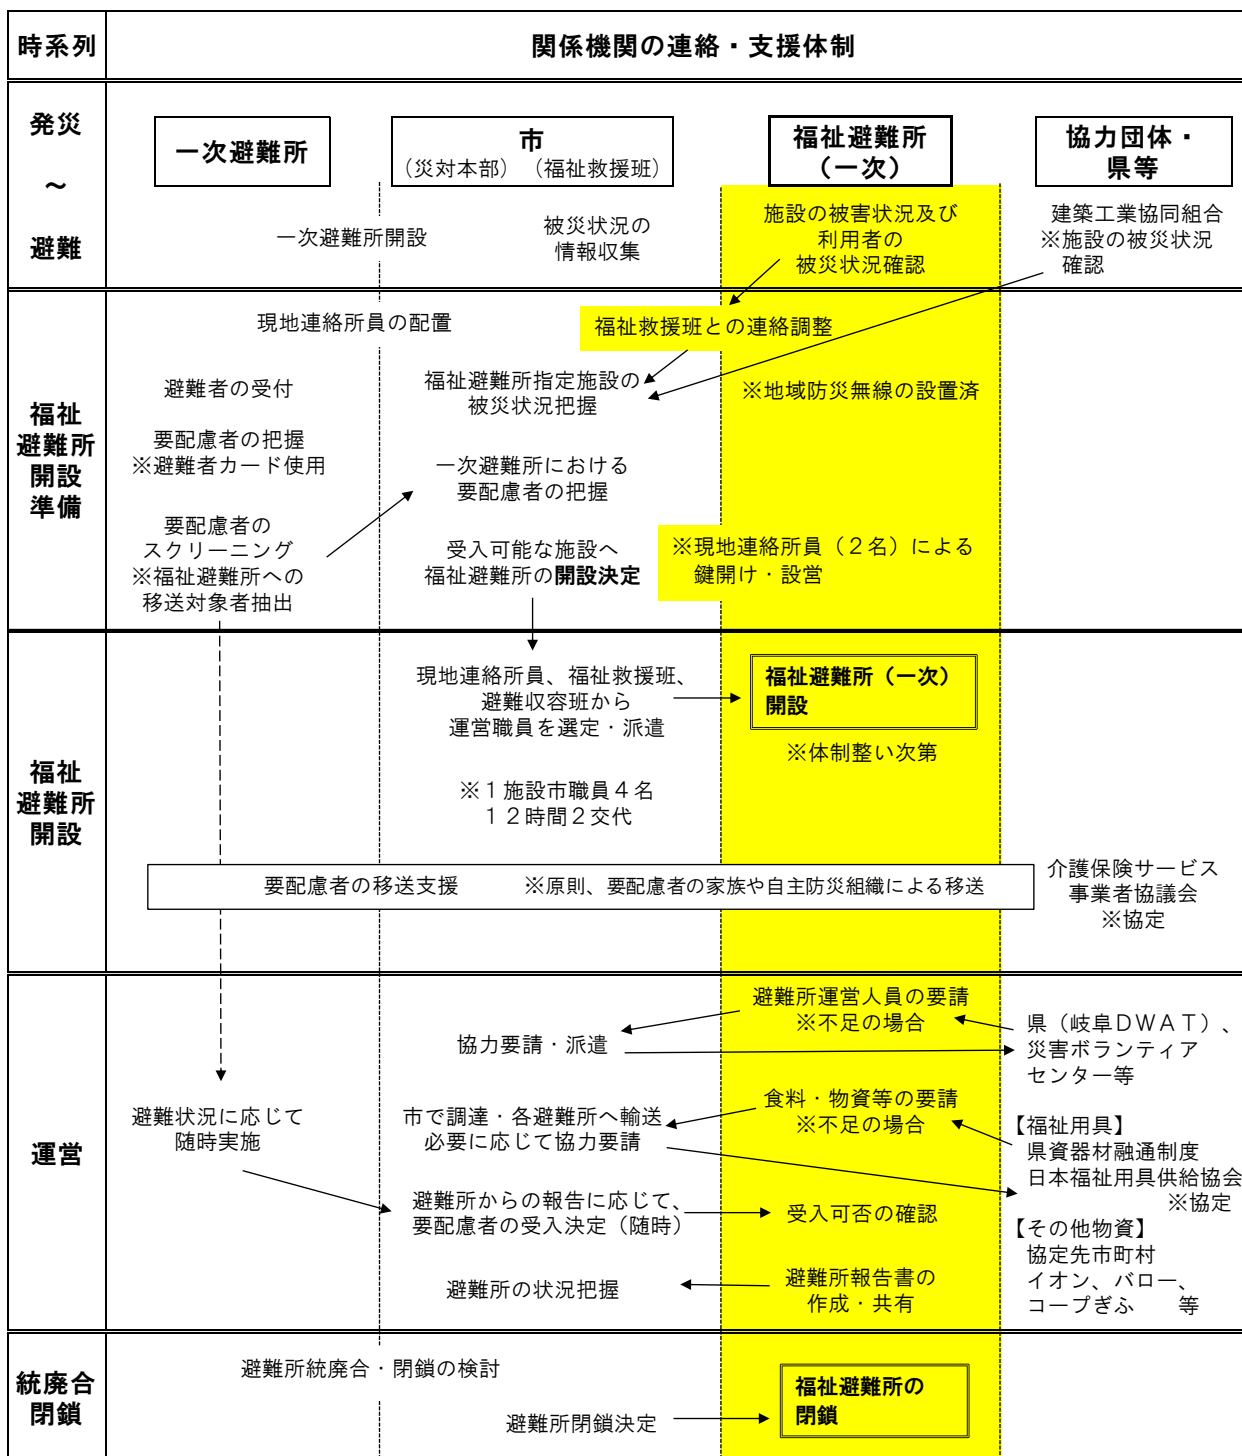 時系列
関係機関の連絡・支援体制
発災
～
避難
一次避難所
市
（災対本部）（福祉救援班）
福祉避難所
（一次）
協力団体・
県等
一次避難所開設
被災状況の
情報収集
施設の被害状況及び
利用者の
被災状況確認
建築工業協同組合
※施設の被災状況
確認
福祉
避難所
開設
準備
現地連絡所員の配置
福祉救援班との連絡調整
避難者の受付
福祉避難所指定施設の
被災状況把握
※地域防災無線の設置済
要配慮者の把握
※避難者カード使用
一次避難所における
要配慮者の把握
要配慮者の
スクリーニング
※福祉避難所への
移送対象者抽出
受入可能な施設へ
福祉避難所の開設決定
※現地連絡所員（２名）による
鍵開け・設営
福祉
避難所
開設
現地連絡所員、福祉救援班、
避難収容班から
運営職員を選定・派遣
福祉避難所（一次）
開設
※体制整い次第
※１施設市職員４名
１２時間２交代
要配慮者の移送支援　※原則、要配慮者の家族や自主防災組織による移送
介護保険サービス
事業者協議会
※協定
運営
避難所運営人員の要請
※不足の場合
協力要請・派遣
県（岐阜ＤＷＡＴ）、
災害ボランティア
センター等
避難状況に応じて
随時実施
市で調達・各避難所へ輸送
必要に応じて協力要請
食料・物資等の要請
※不足の場合
【福祉用具】
県資器材融通制度
日本福祉用具供給協会
※協定
避難所からの報告に応じて、
要配慮者の受入決定（随時）
受入可否の確認
【その他物資】
協定先市町村
イオン、バロー、
コープぎふ　等
避難所の状況把握
避難所報告書の
作成・共有
統廃合
閉鎖
避難所統廃合・閉鎖の検討
避難所閉鎖決定
福祉避難所の
閉鎖